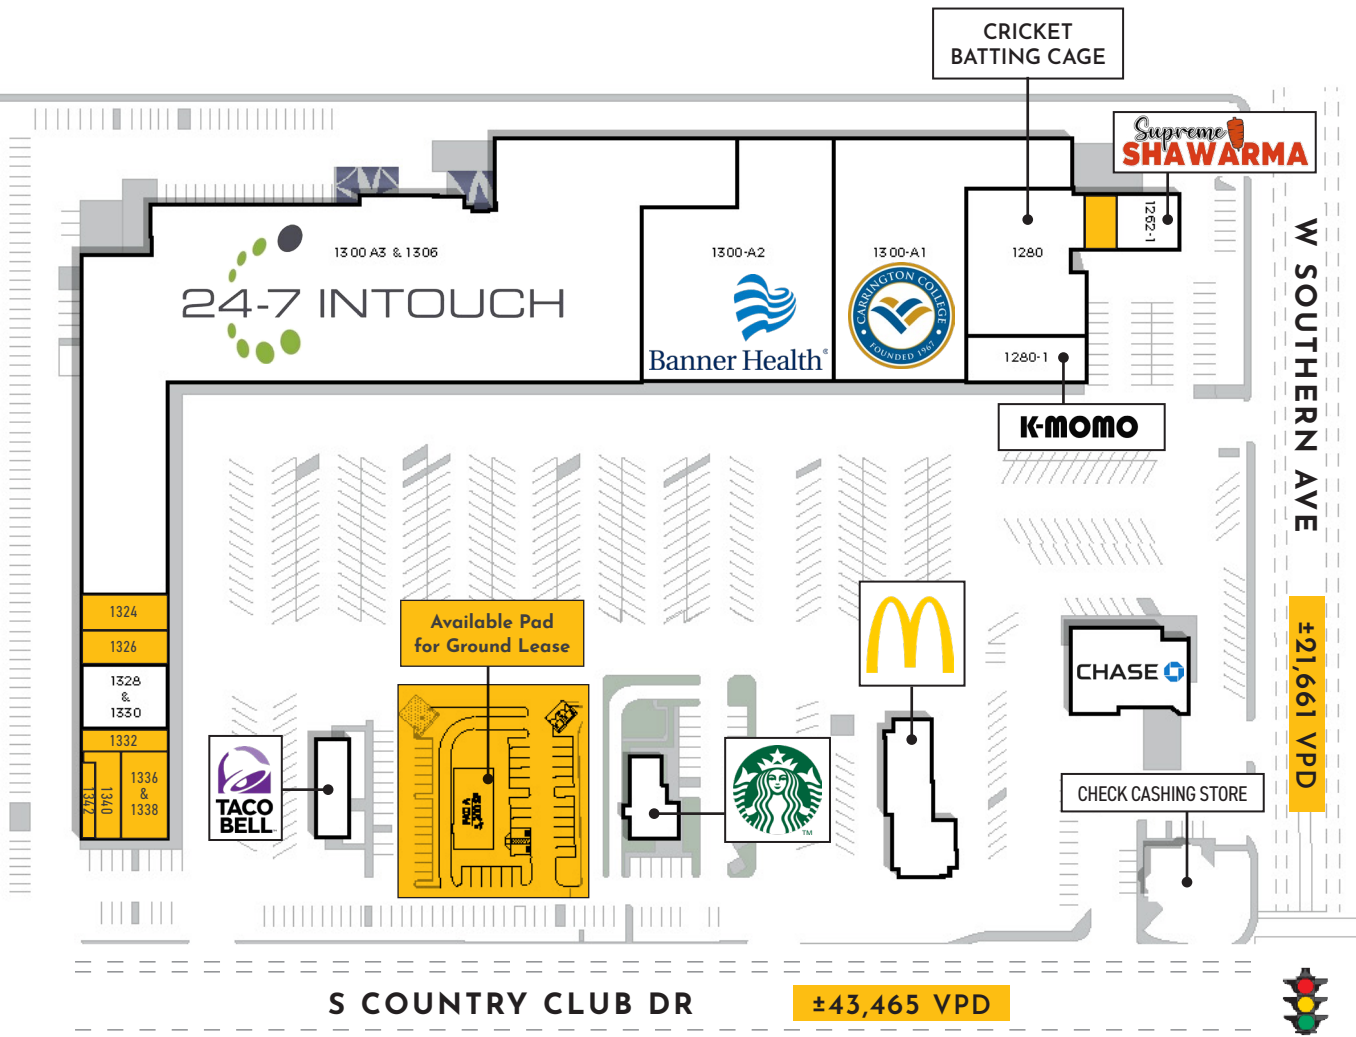 CRICKET
BATTING CAGE
Supreme
SHAWARMA
1262-1
1300 A3 & 1306
1300-A2
1300-A1
1280
24-7 INTOUCH
Banner Health®
CARRINGTON COLLEGE
FOUNDED 1967
1280-1
K-MOMO
W SOUTHERN AVE
±21,661 VPD
1324
1326
1328
&
1330
1332
1342
1340
1336
&
1338
Available Pad
for Ground Lease
TACO
BELL
CHASE
CHECK CASHING STORE
TM
S COUNTRY CLUB DR
±43,465 VPD